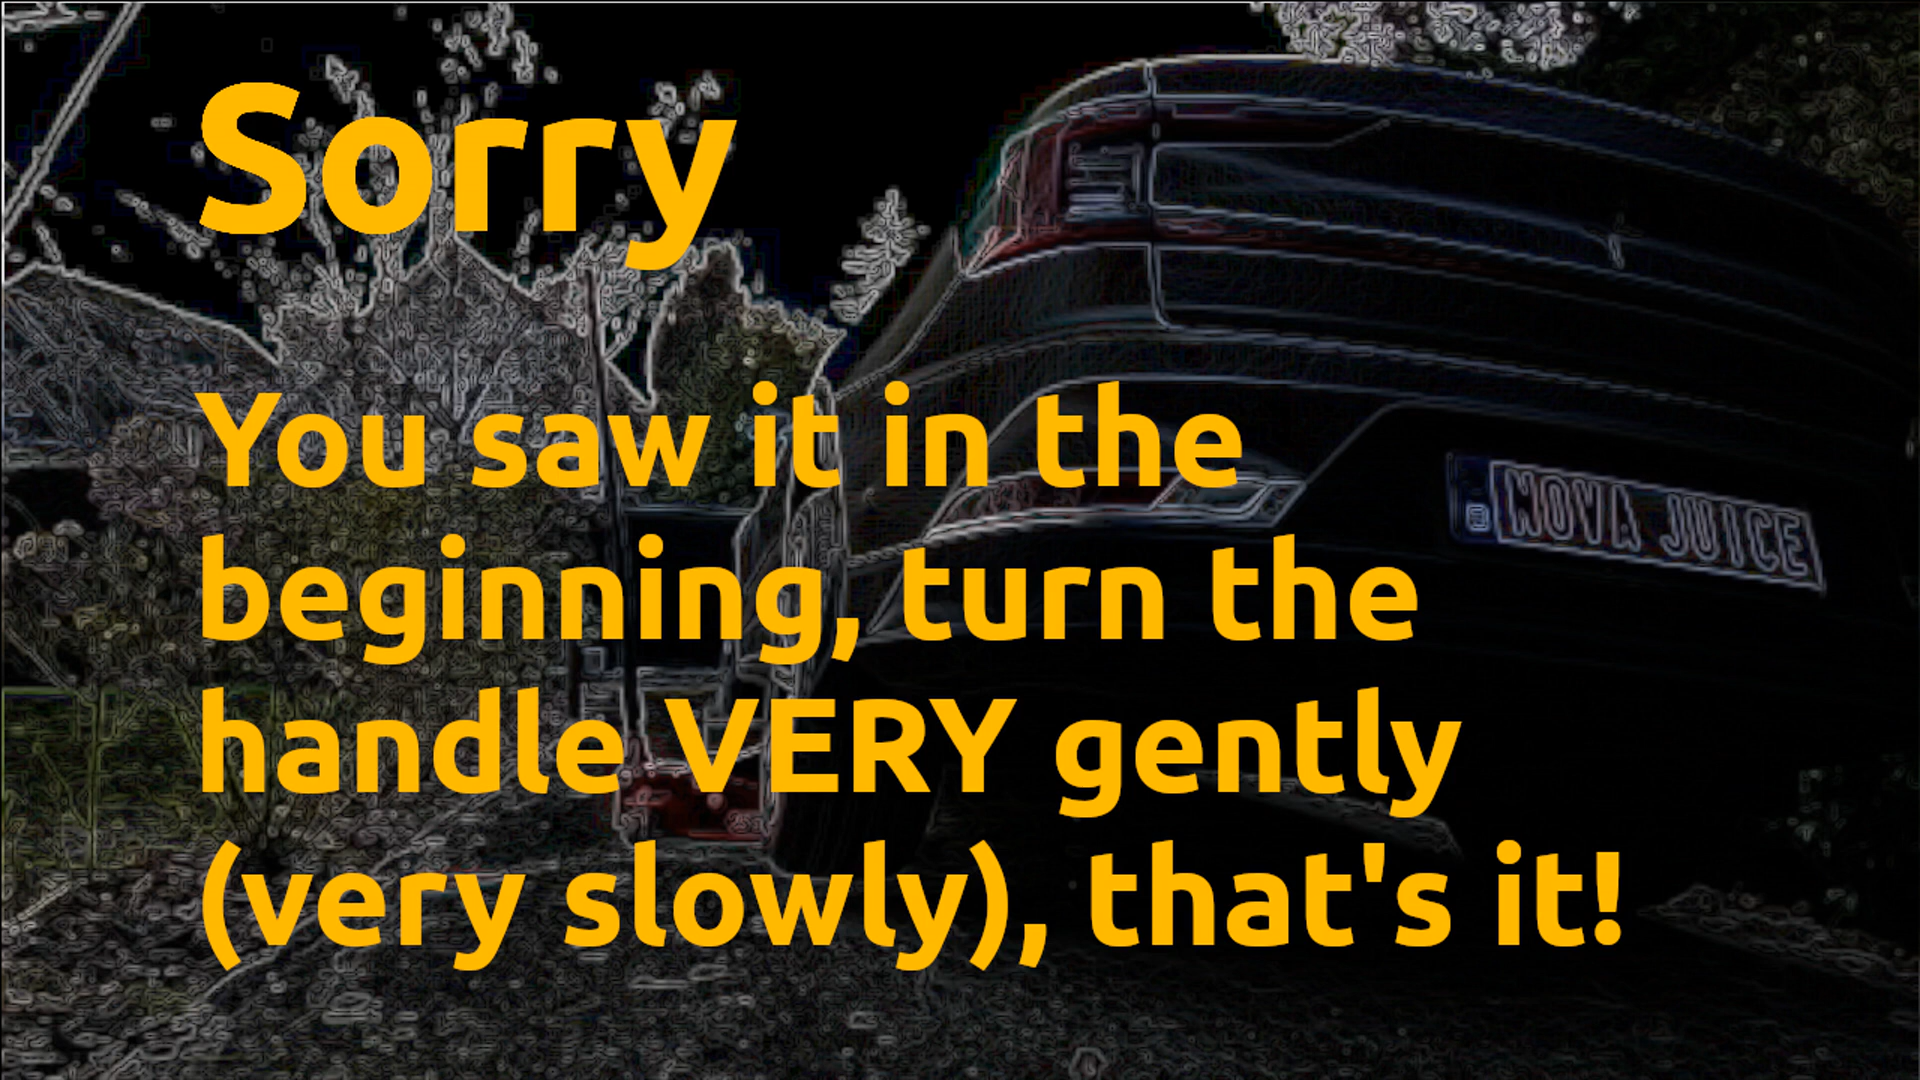 Sorry
You saw it in the
beginning, turn the
handle VERY gently
(very slowly), that's it!
NOVA JUICE